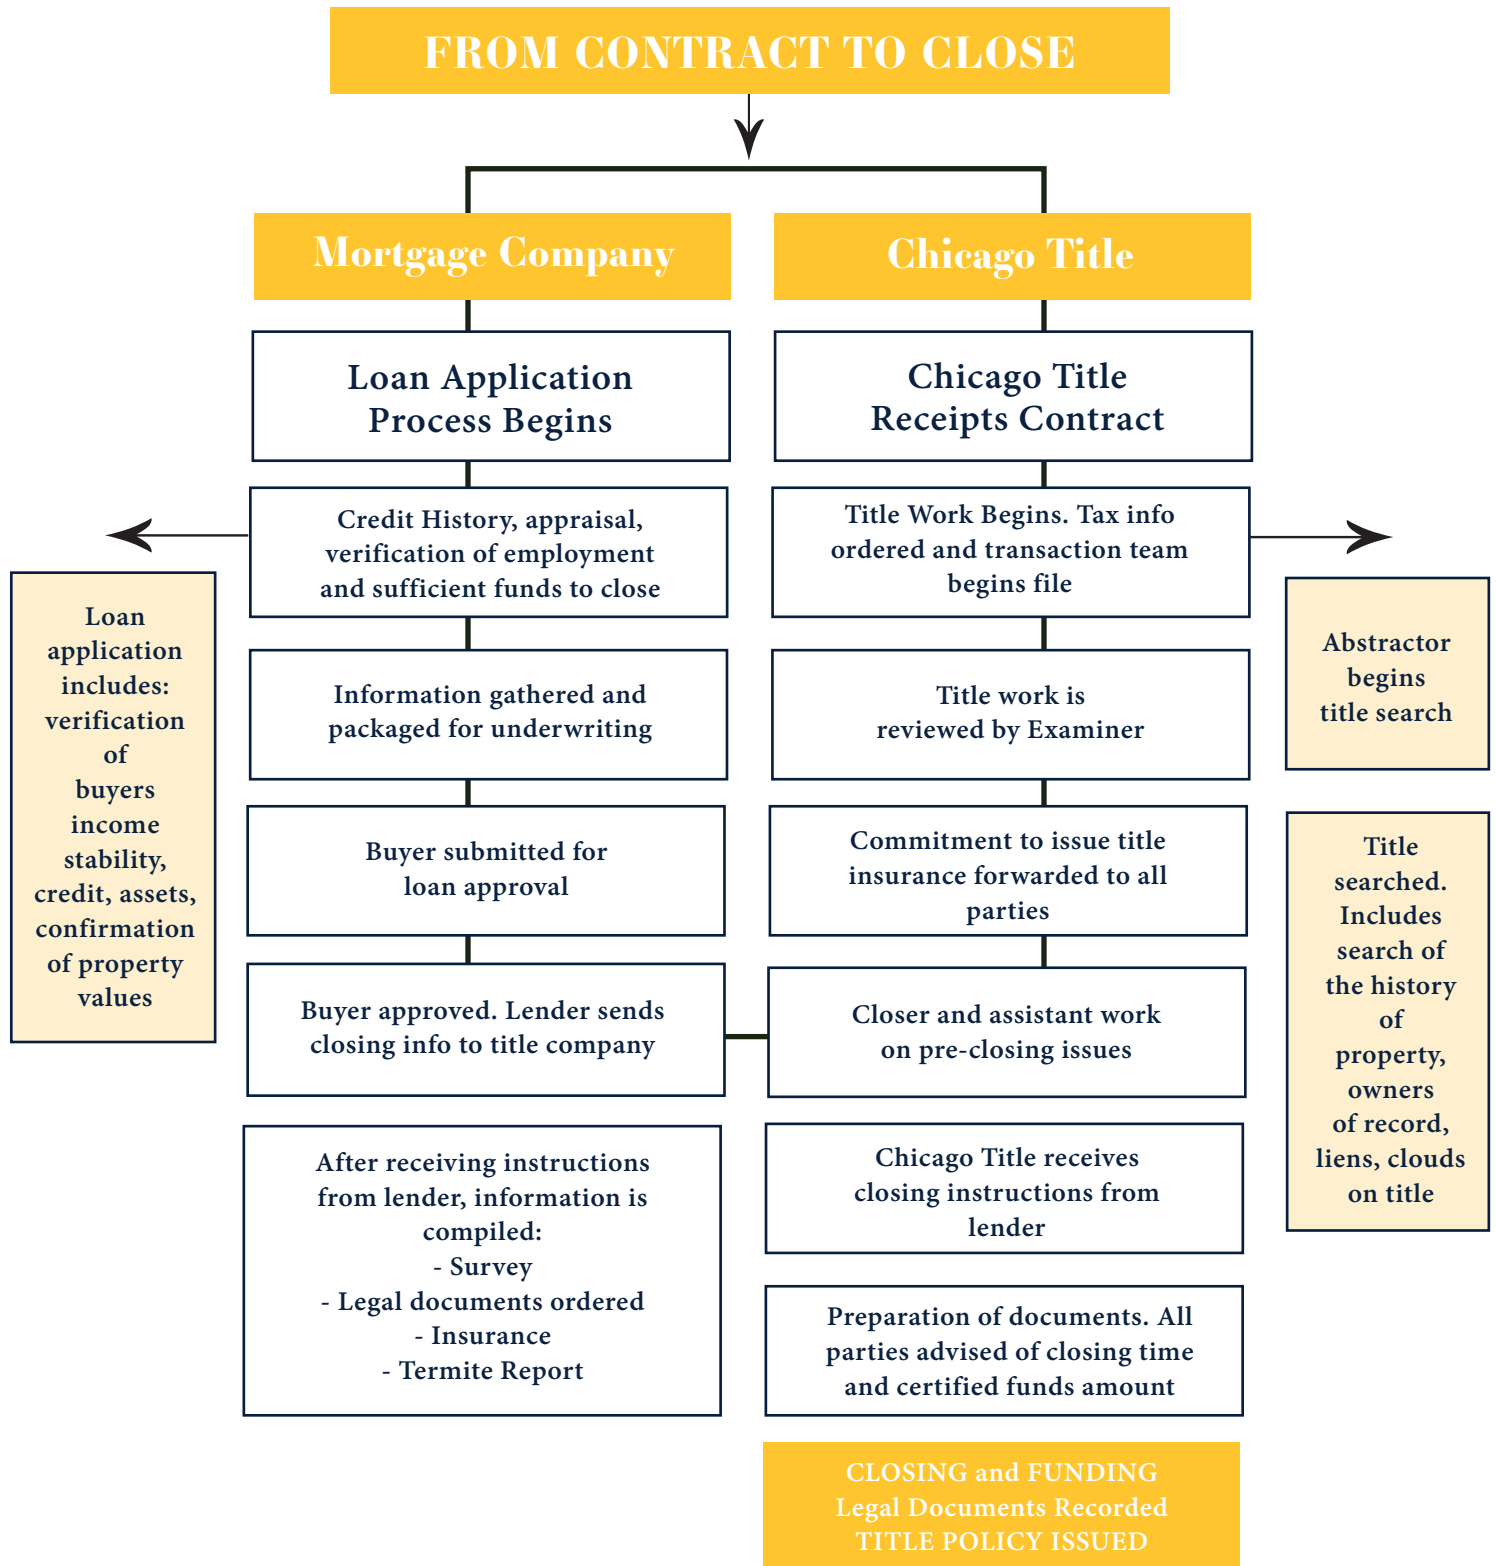 FROM CONTRACT TO CLOSE
Mortgage Company
Chicago Title
Loan Application
Process Begins
Chicago Title
Receipts Contract
Credit History, appraisal,
verification of employment
and sufficient funds to close
Title Work Begins. Tax info
ordered and transaction team
begins file
Loan
application
includes:
verification
of
buyers
income
stability,
credit, assets,
confirmation
of property
values
Information gathered and
packaged for underwriting
Title work is
reviewed by Examiner
Abstractor
begins
title search
Buyer submitted for
loan approval
Commitment to issue title
insurance forwarded to all
parties
Title
searched.
Includes
search of
the history
of
property,
owners
of record,
liens, clouds
on title
Buyer approved. Lender sends
closing info to title company
Closer and assistant work
on pre-closing issues
After receiving instructions
from lender, information is
compiled:
- Survey
- Legal documents ordered
- Insurance
- Termite Report
Chicago Title receives
closing instructions from
lender
Preparation of documents. All
parties advised of closing time
and certified funds amount
CLOSING and FUNDING
Legal Documents Recorded
TITLE POLICY ISSUED